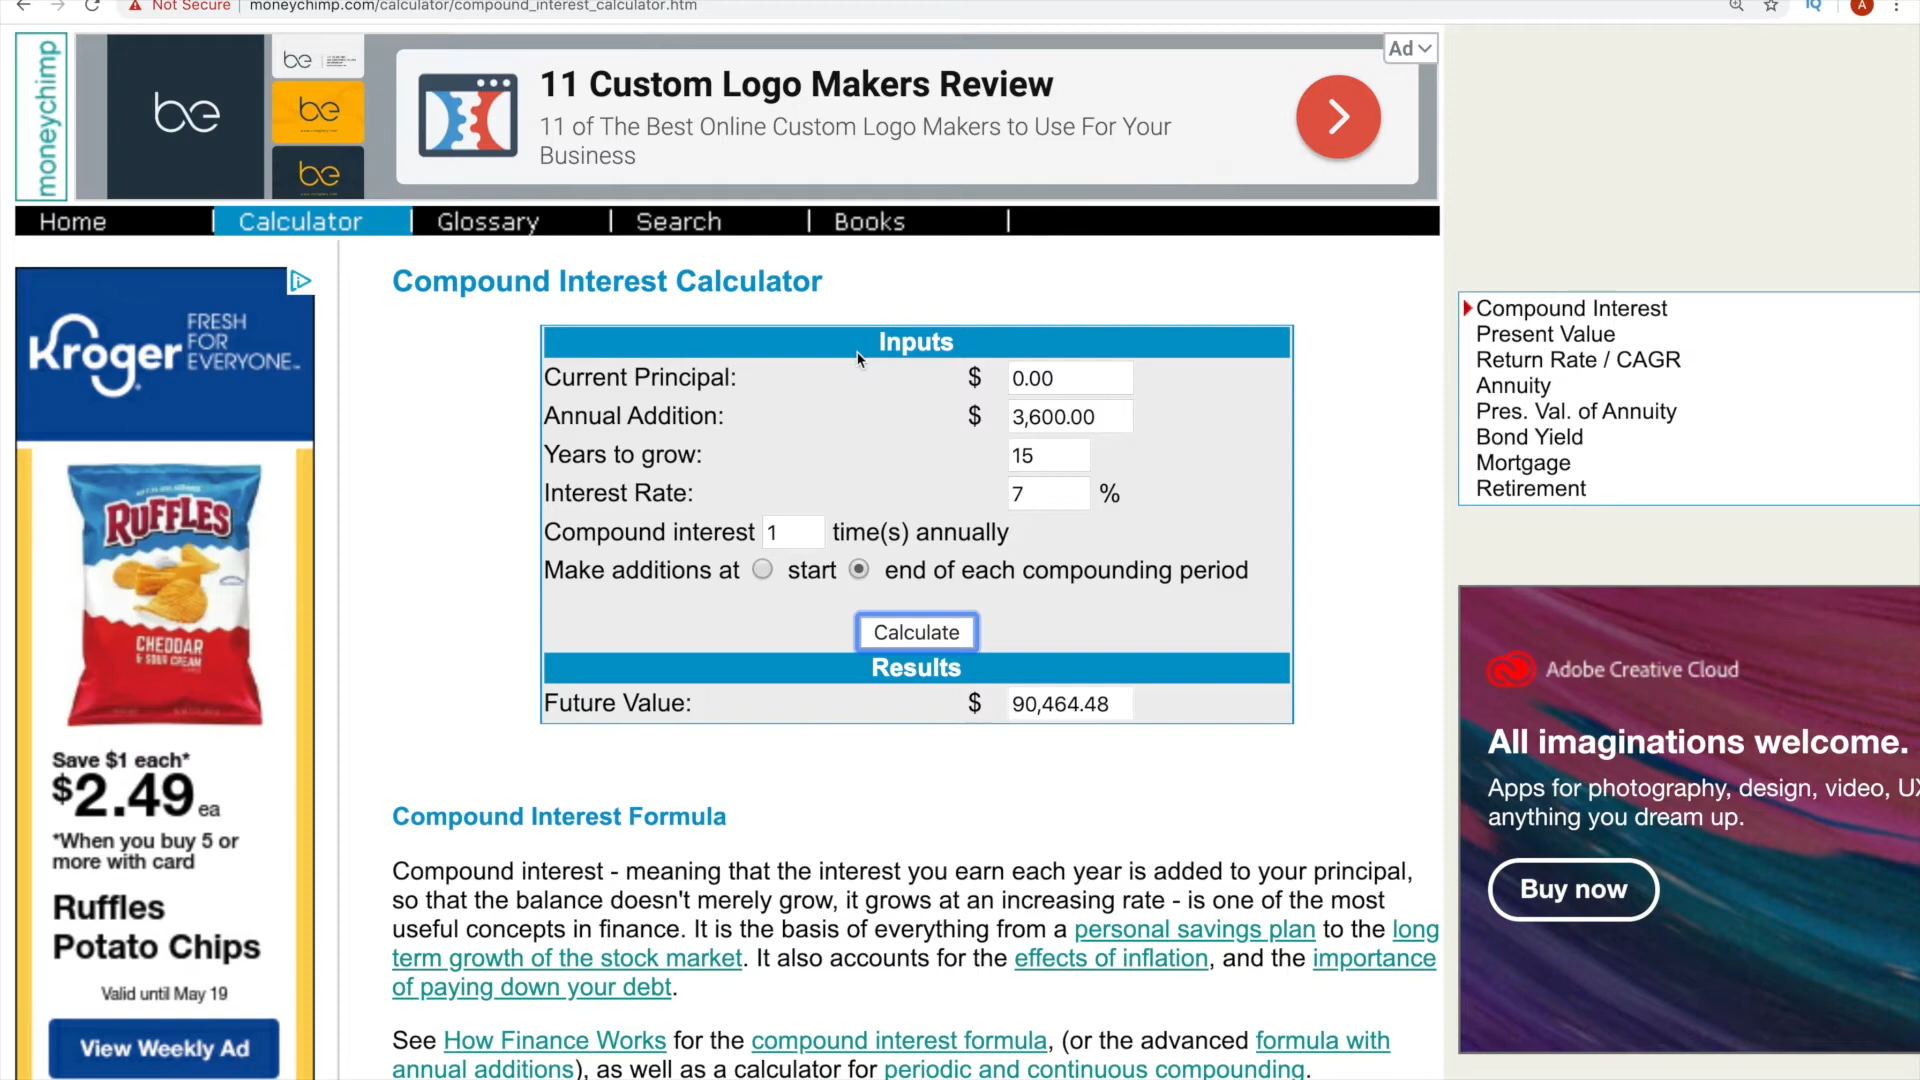 Not Secure | moneychimp.com/calculator/compound_interest_calculator.htm
IQ
A
moneychimp
be
be
be
be
11 Custom Logo Makers Review
11 of The Best Online Custom Logo Makers to Use For Your
Business
Ad
Home | Calculator | Glossary | Search | Books |
Kroger
FRESH
FOR
EVERYONE™
RUFFLES
CHEDDAR
& SOUR CREAM
Save $1 each*
$2.49 ea
*When you buy 5 or
more with card
Ruffles
Potato Chips
Valid until May 19
View Weekly Ad
Compound Interest Calculator
Inputs
Current Principal: $ 0.00
Annual Addition: $ 3,600.00
Years to grow: 15
Interest Rate: 7 %
Compound interest 1 time(s) annually
Make additions at start end of each compounding period
Calculate
Results
Future Value: $ 90,464.48
Compound Interest Formula
Compound interest - meaning that the interest you earn each year is added to your principal,
so that the balance doesn't merely grow, it grows at an increasing rate - is one of the most
useful concepts in finance. It is the basis of everything from a personal savings plan to the long
term growth of the stock market. It also accounts for the effects of inflation, and the importance
of paying down your debt.
See How Finance Works for the compound interest formula, (or the advanced formula with
annual additions), as well as a calculator for periodic and continuous compounding.
Compound Interest
Present Value
Return Rate / CAGR
Annuity
Pres. Val. of Annuity
Bond Yield
Mortgage
Retirement
Adobe Creative Cloud
All imaginations welcome.
Apps for photography, design, video, UX
anything you dream up.
Buy now